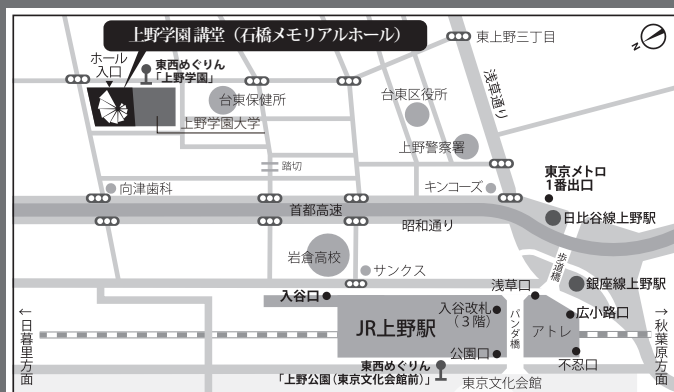 上野学園 講堂（石橋メモリアルホール）
東上野三丁目
N
ホール
入口
東西めぐりん
「上野学園」
台東保健所
上野学園大学
台東区役所
浅草通り
上野警察署
踏切
向津歯科
キンコーズ
東京メトロ
1番出口
首都高速
昭和通り
日比谷線上野駅
岩倉高校
サンクス
歩道橋
入谷口
浅草口
銀座線上野駅
JR上野駅
入谷改札
（3階）
パンダ橋
アトレ
広小路口
←日暮里方面
→秋葉原方面
公園口
不忍口
東西めぐりん
「上野公園（東京文化会館前）」
東京文化会館